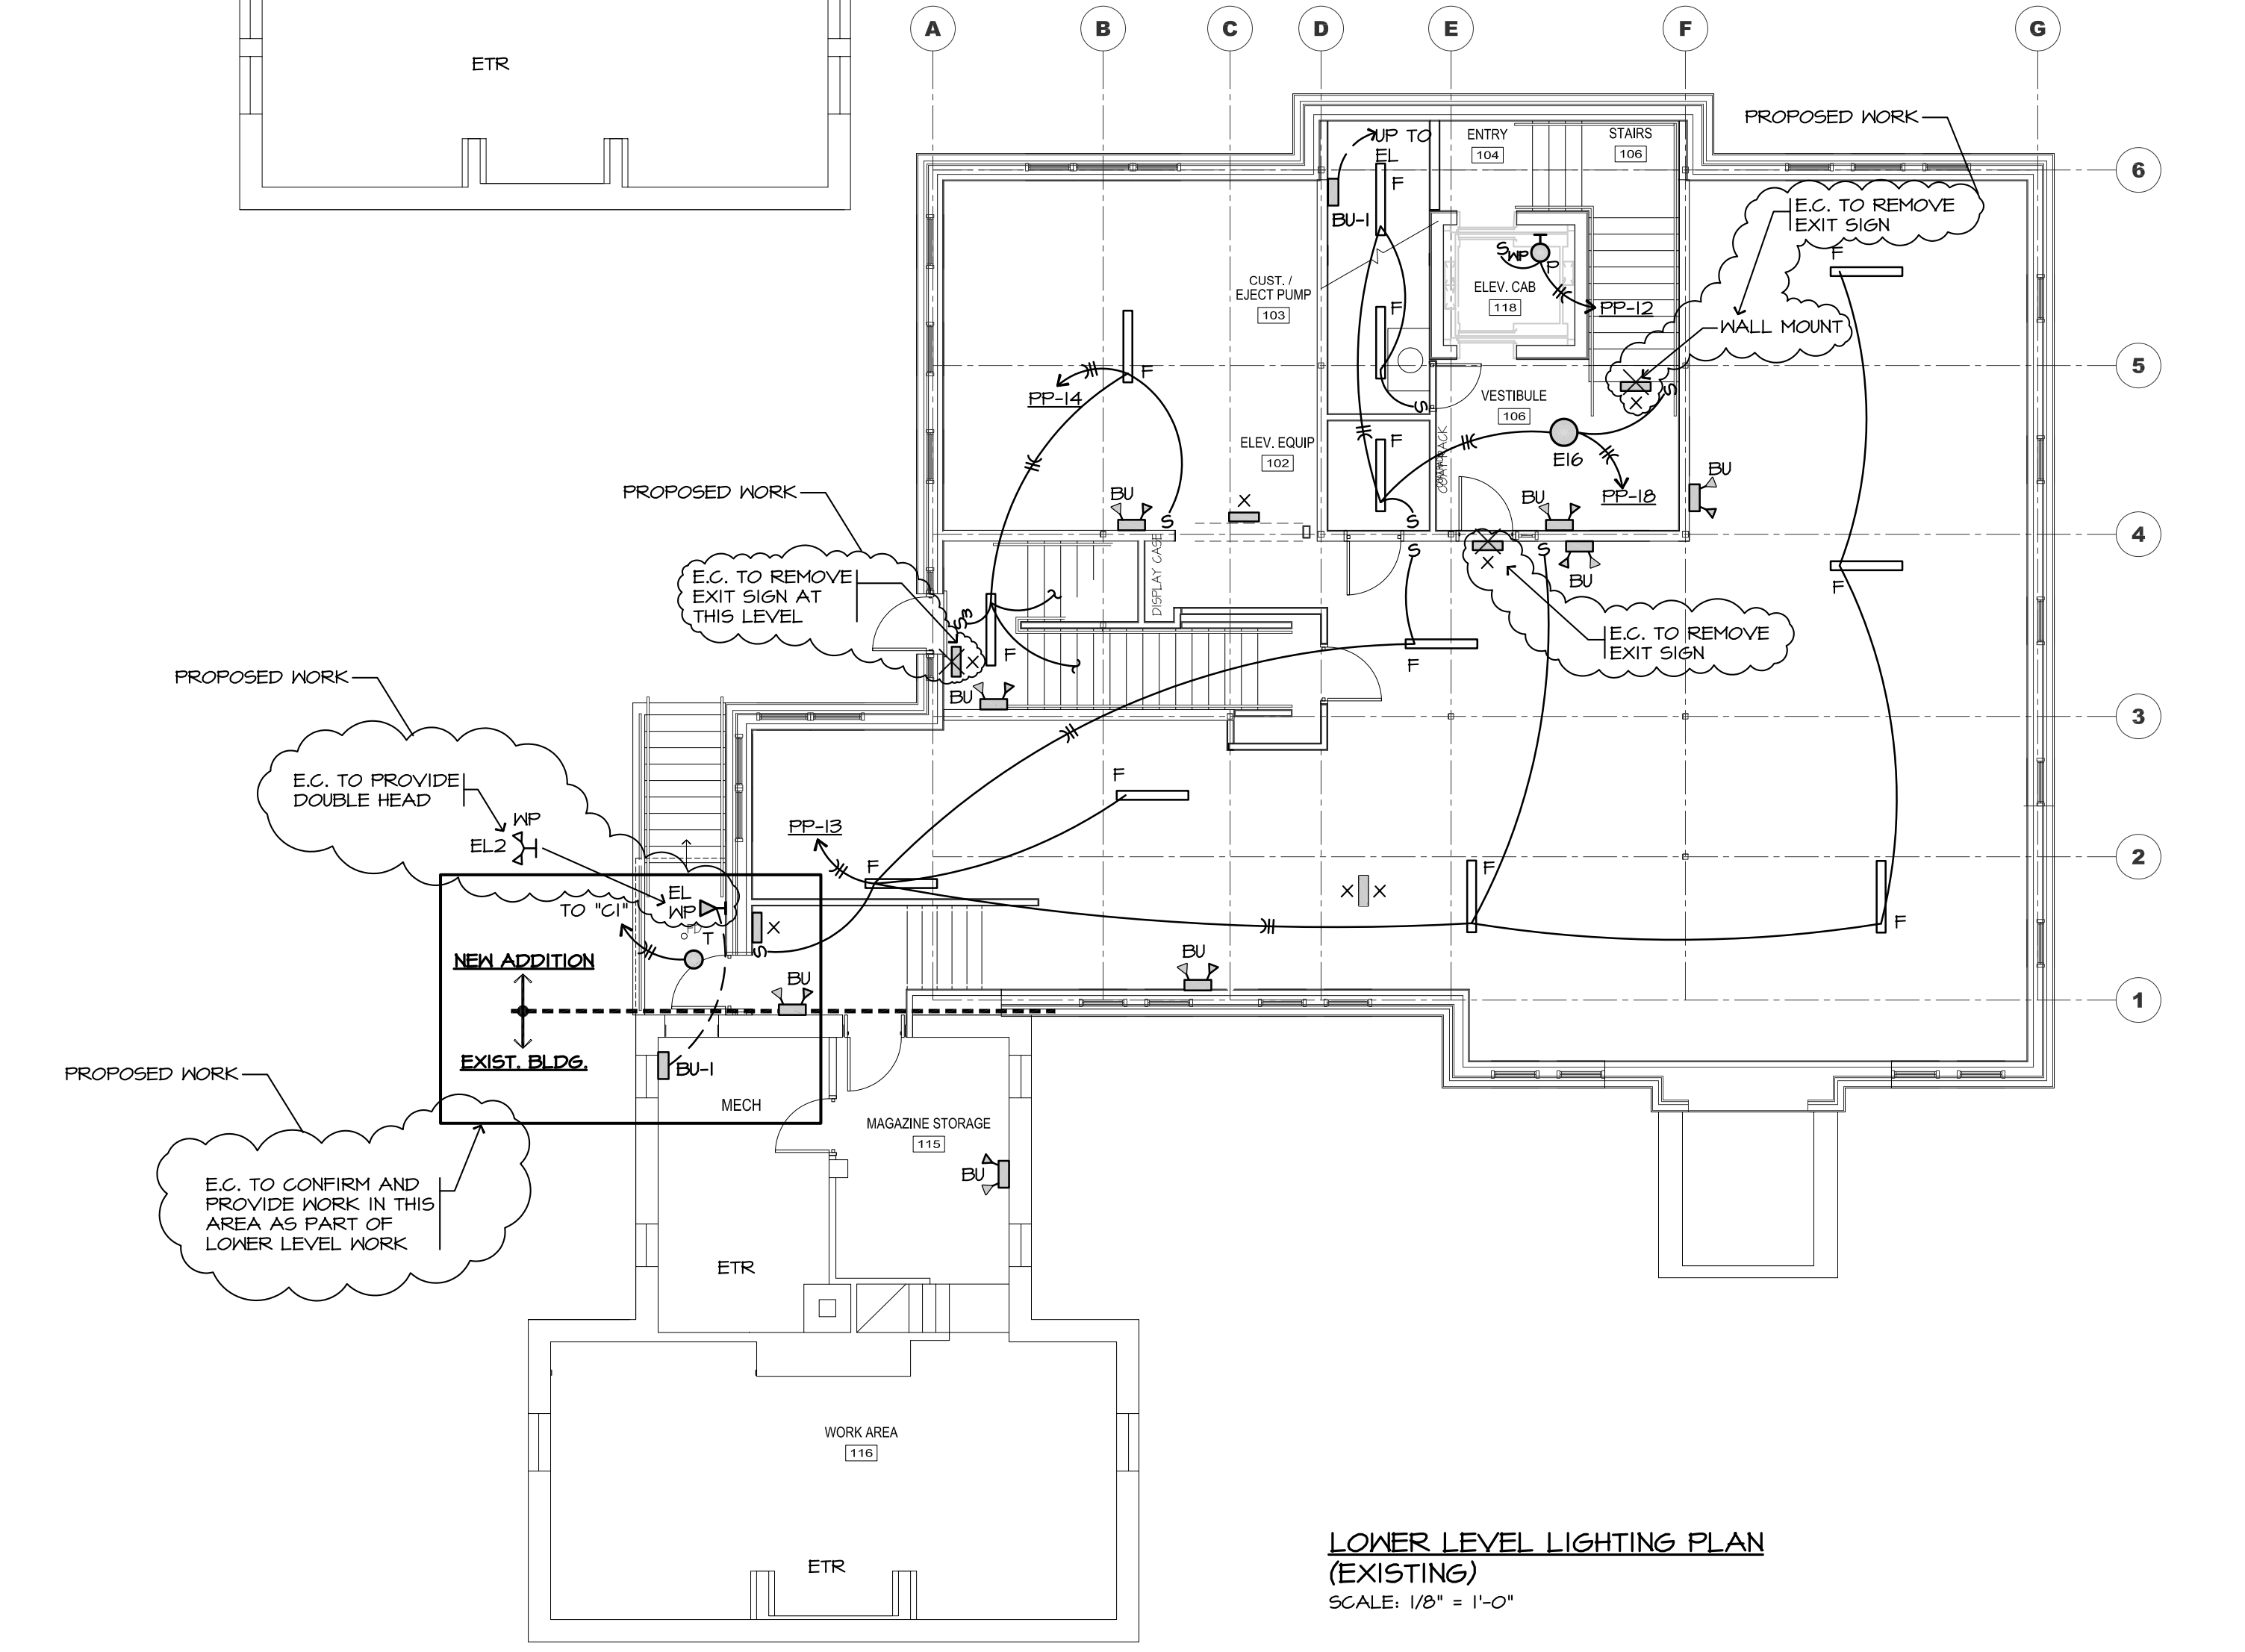 A
B
C
D
E
F
G
ETR
PROPOSED WORK
UP TO
EL
ENTRY
104
STAIRS
106
6
F
BU-1
E.C. TO REMOVE
EXIT SIGN
F
S
WP
P
CUST. /
EJECT PUMP
103
ELEV. CAB
118
PP-12
F
WALL MOUNT
F
5
PP-14
VESTIBULE
106
X
S
S
ELEV. EQUIP
102
F
E16
COAT RACK
PP-18
BU
PROPOSED WORK
BU
S
X
S
BU
4
E.C. TO REMOVE
EXIT SIGN AT
THIS LEVEL
DISPLAY CASE
S
X
S
BU
F
S3
X
F
E.C. TO REMOVE
EXIT SIGN
F
BU
PROPOSED WORK
3
E.C. TO PROVIDE
DOUBLE HEAD
WP
EL2
F
PP-13
F
F
2
EL
WP
TO "C1"
X X
T
X
S
F
NEW ADDITION
BU
BU
1
EXIST. BLDG.
BU-1
PROPOSED WORK
MECH
MAGAZINE STORAGE
115
BU
E.C. TO CONFIRM AND
PROVIDE WORK IN THIS
AREA AS PART OF
LOWER LEVEL WORK
ETR
WORK AREA
116
ETR
LOWER LEVEL LIGHTING PLAN
(EXISTING)
SCALE: 1/8" = 1'-0"